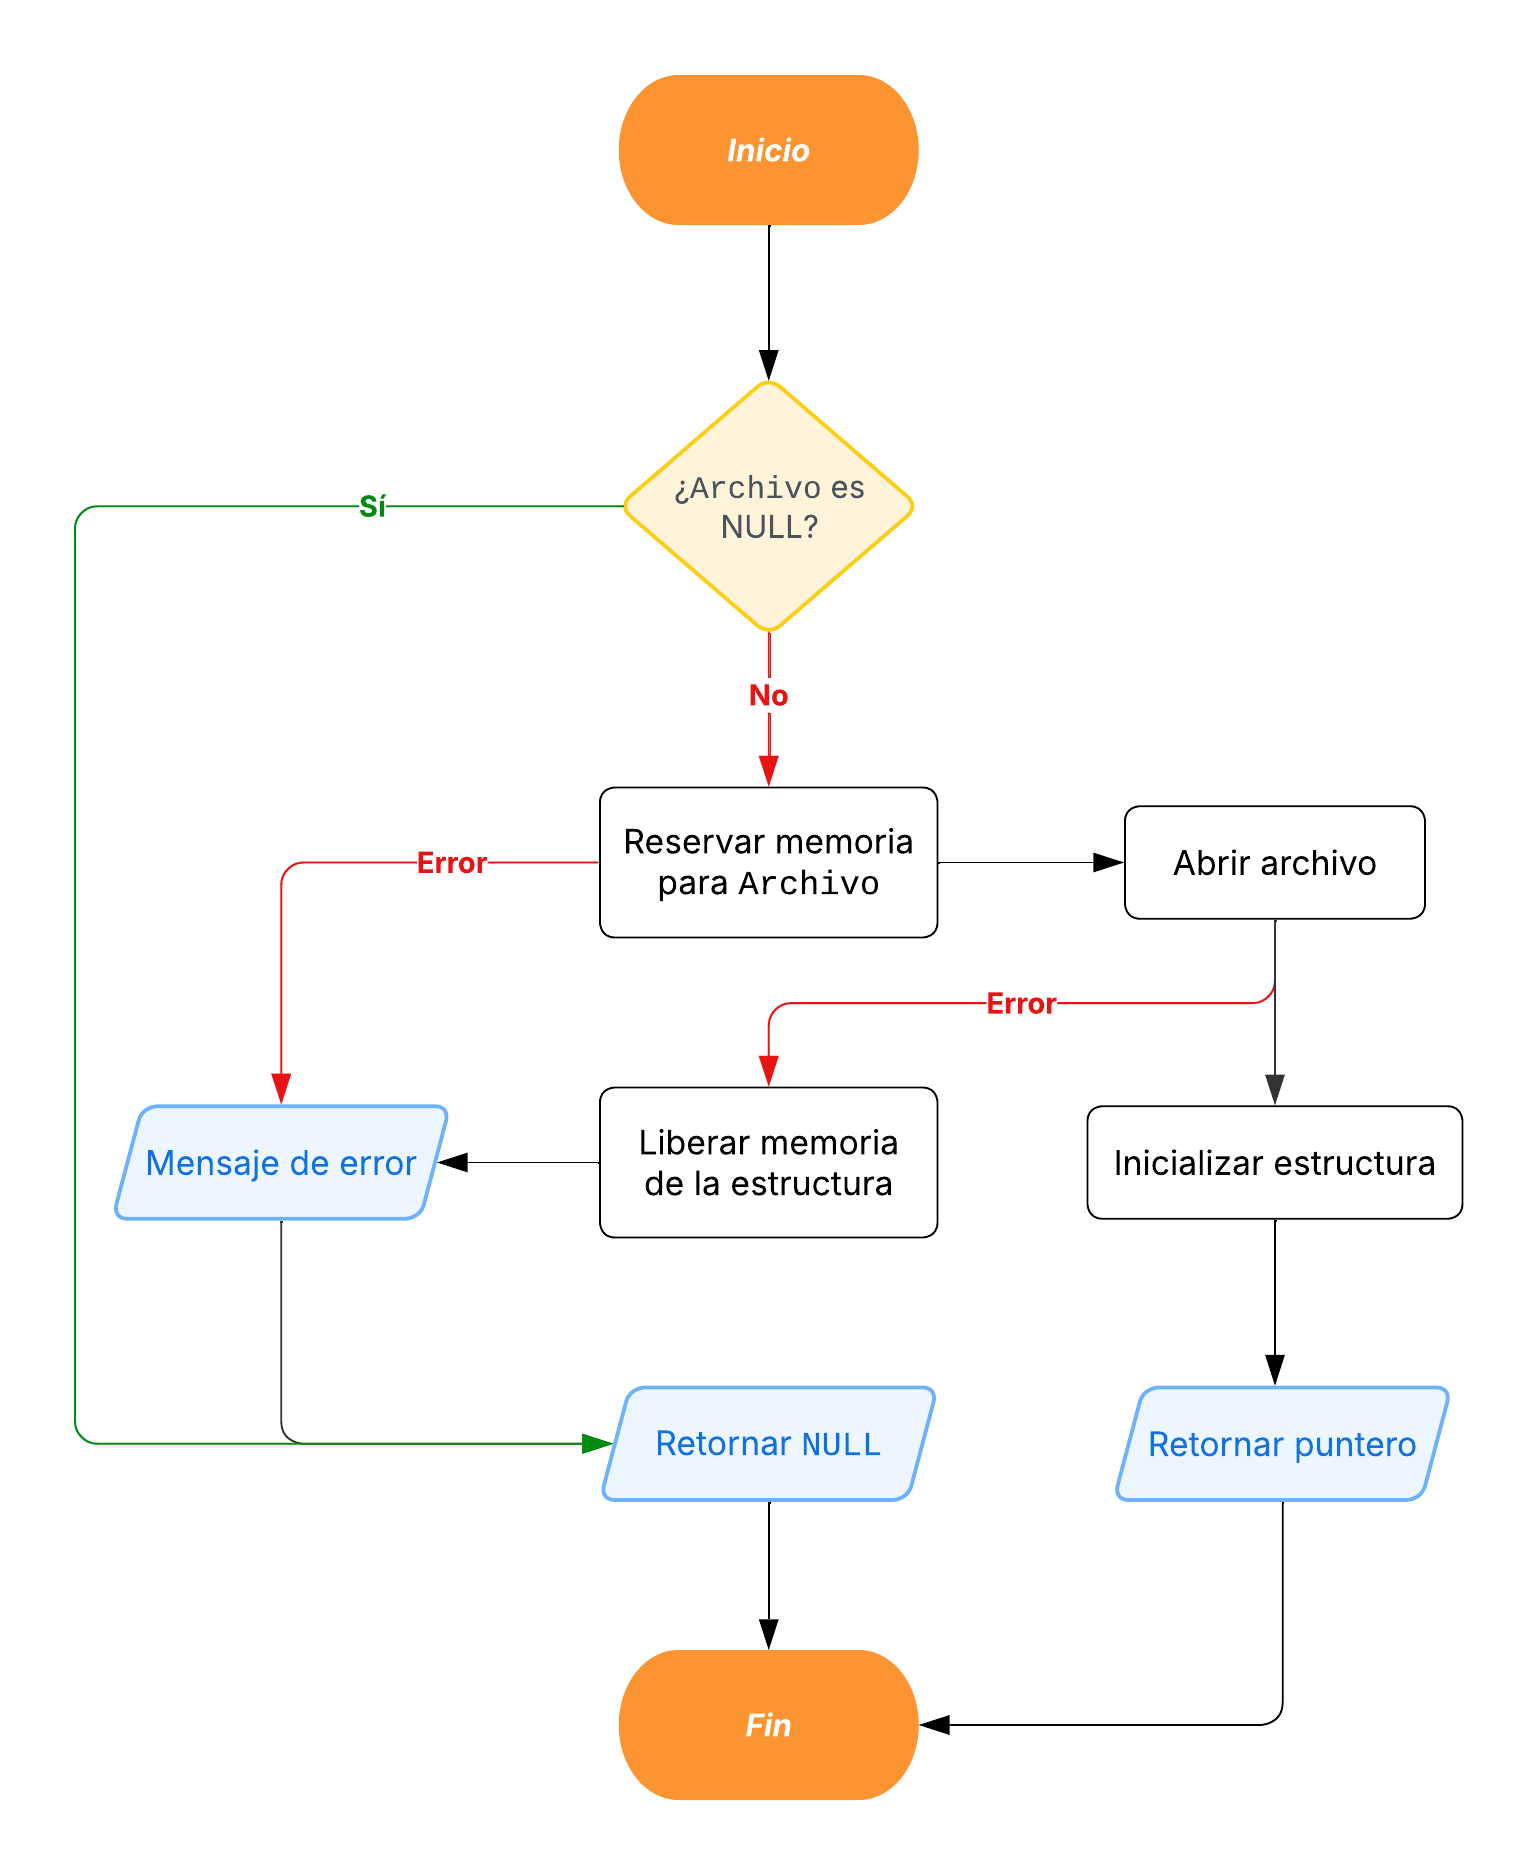 Inicio
¿Archivo es
NULL?
Sí
No
Reservar memoria
para Archivo
Error
Abrir archivo
Error
Mensaje de error
Liberar memoria
de la estructura
Inicializar estructura
Retornar NULL
Retornar puntero
Fin